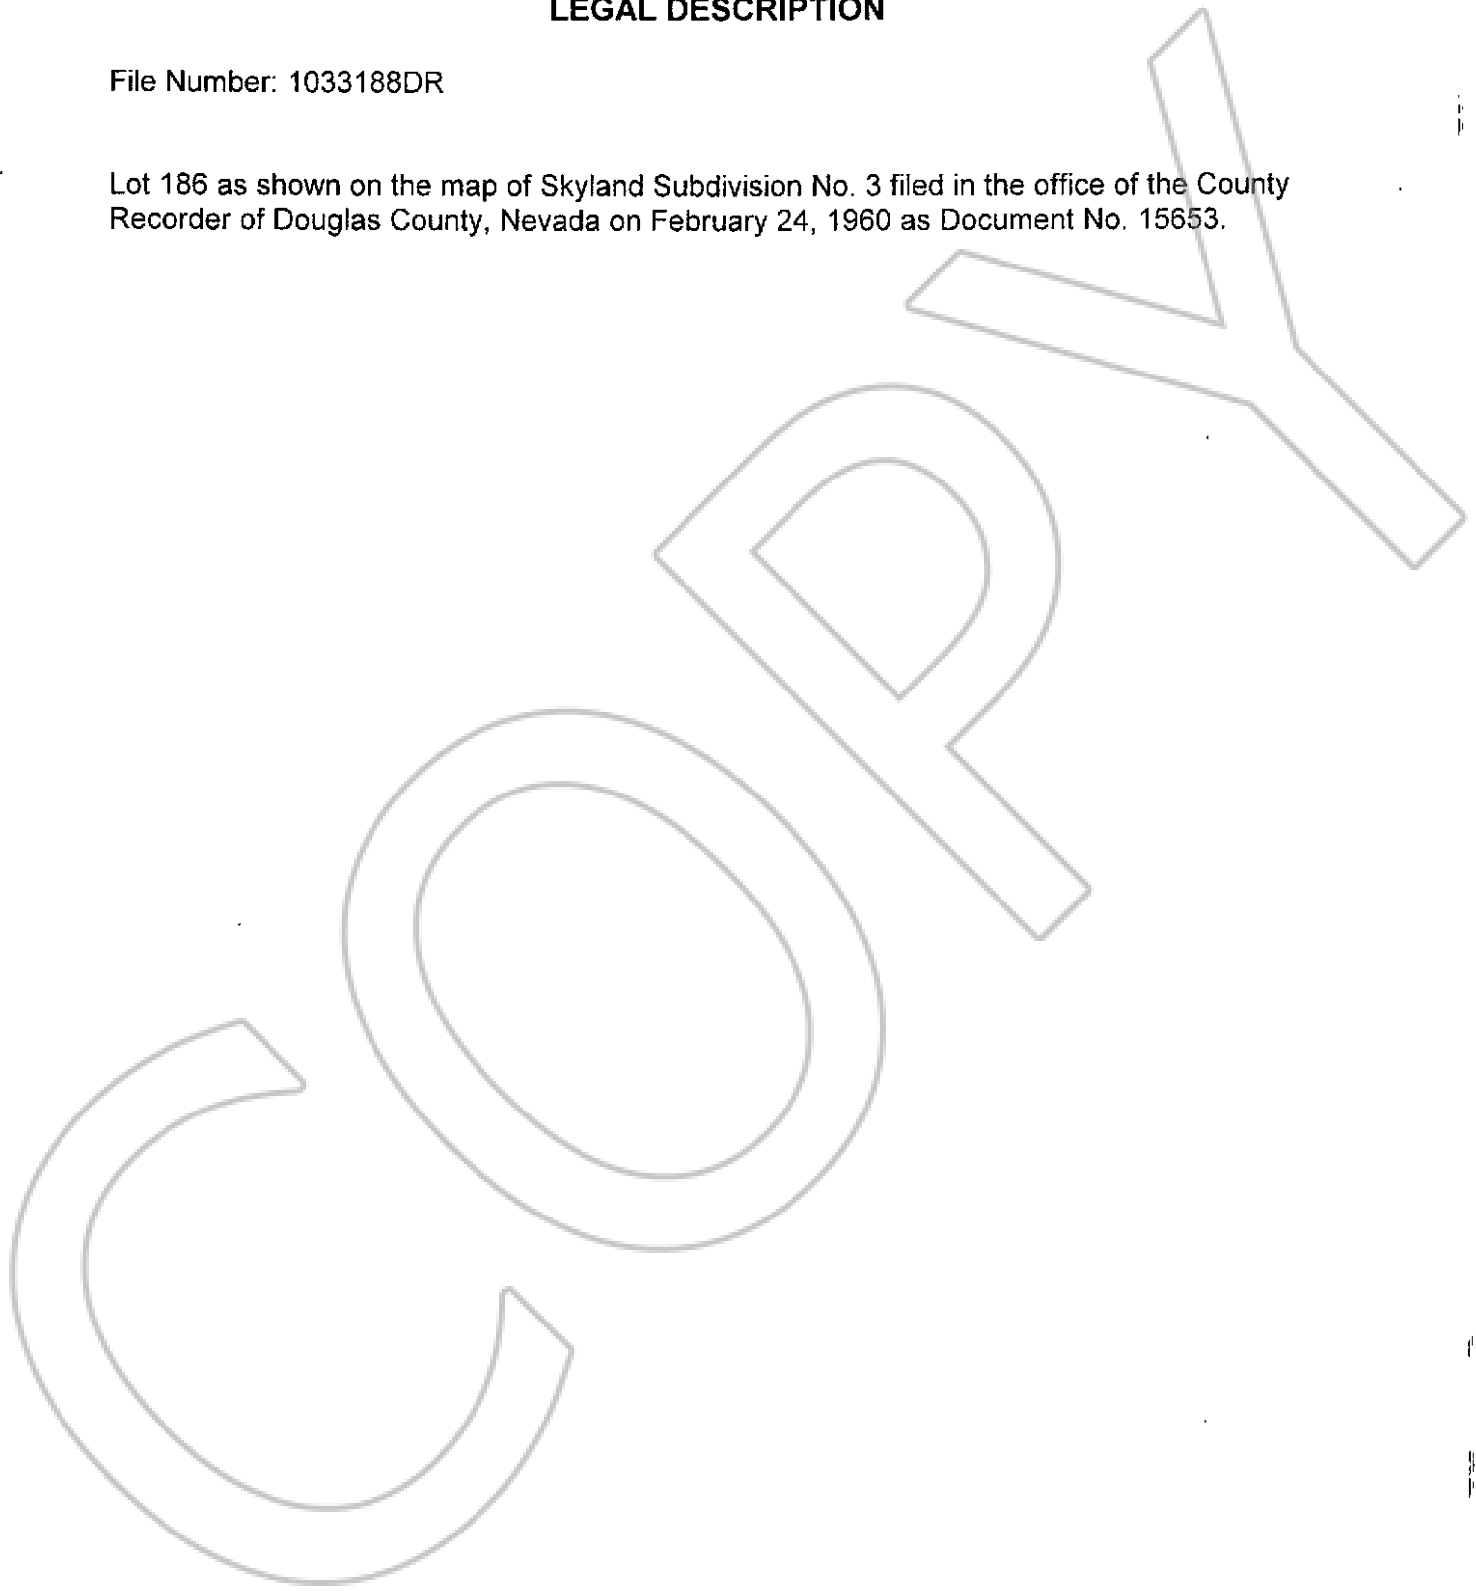 LEGAL DESCRIPTION
File Number: 1033188DR
Lot 186 as shown on the map of Skyland Subdivision No. 3 filed in the office of the County
Recorder of Douglas County, Nevada on February 24, 1960 as Document No. 15653.
COPY